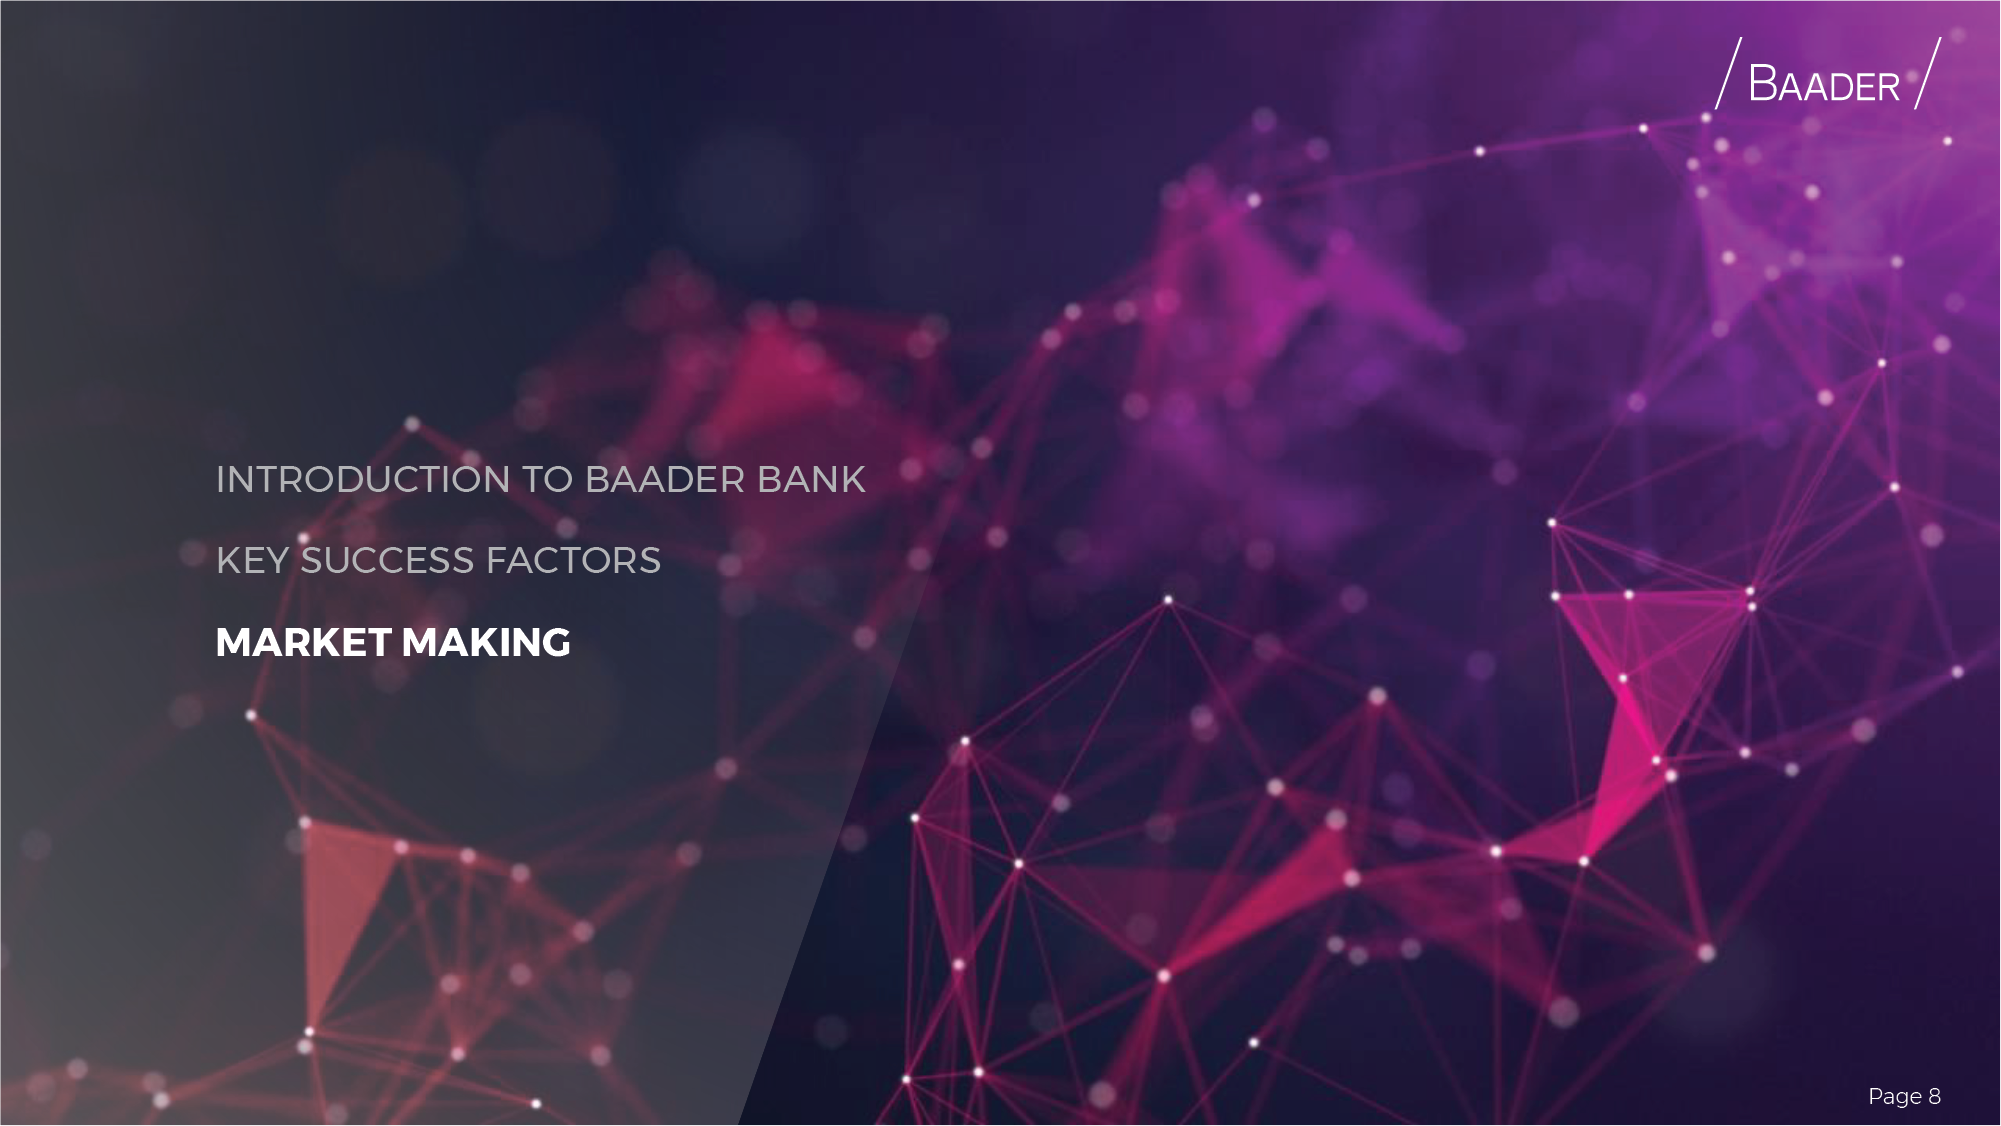 / BAADER /
INTRODUCTION TO BAADER BANK
KEY SUCCESS FACTORS
MARKET MAKING
Page 8